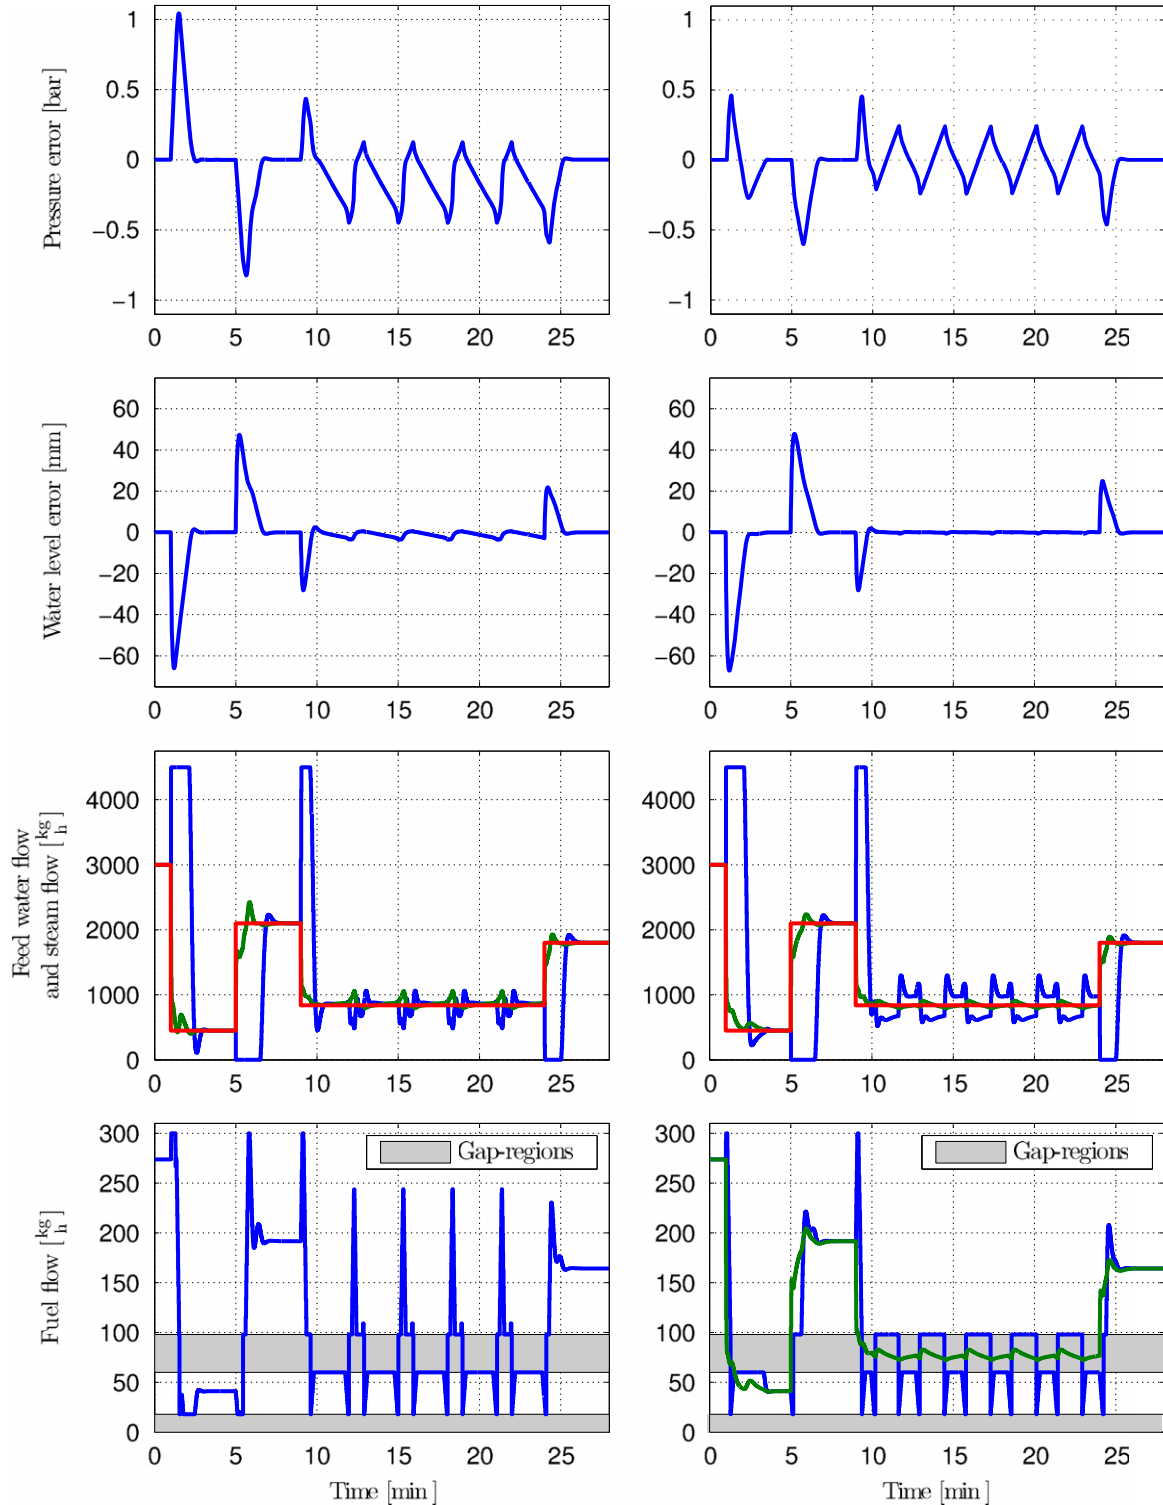 1
0.5
0
−0.5
−1
Pressure error [bar]
0 5 10 15 20 25
1
0.5
0
−0.5
−1
0 5 10 15 20 25
60
40
20
0
−20
−40
−60
Water level error [mm]
0 5 10 15 20 25
60
40
20
0
−20
−40
−60
0 5 10 15 20 25
4000
3000
2000
1000
0
Feed water flow
and steam flow [kg/h]
0 5 10 15 20 25
4000
3000
2000
1000
0
0 5 10 15 20 25
300
250
200
150
100
50
0
Fuel flow [kg/h]
Gap-regions
0 5 10 15 20 25
Time [min]
300
250
200
150
100
50
0
Gap-regions
0 5 10 15 20 25
Time [min]